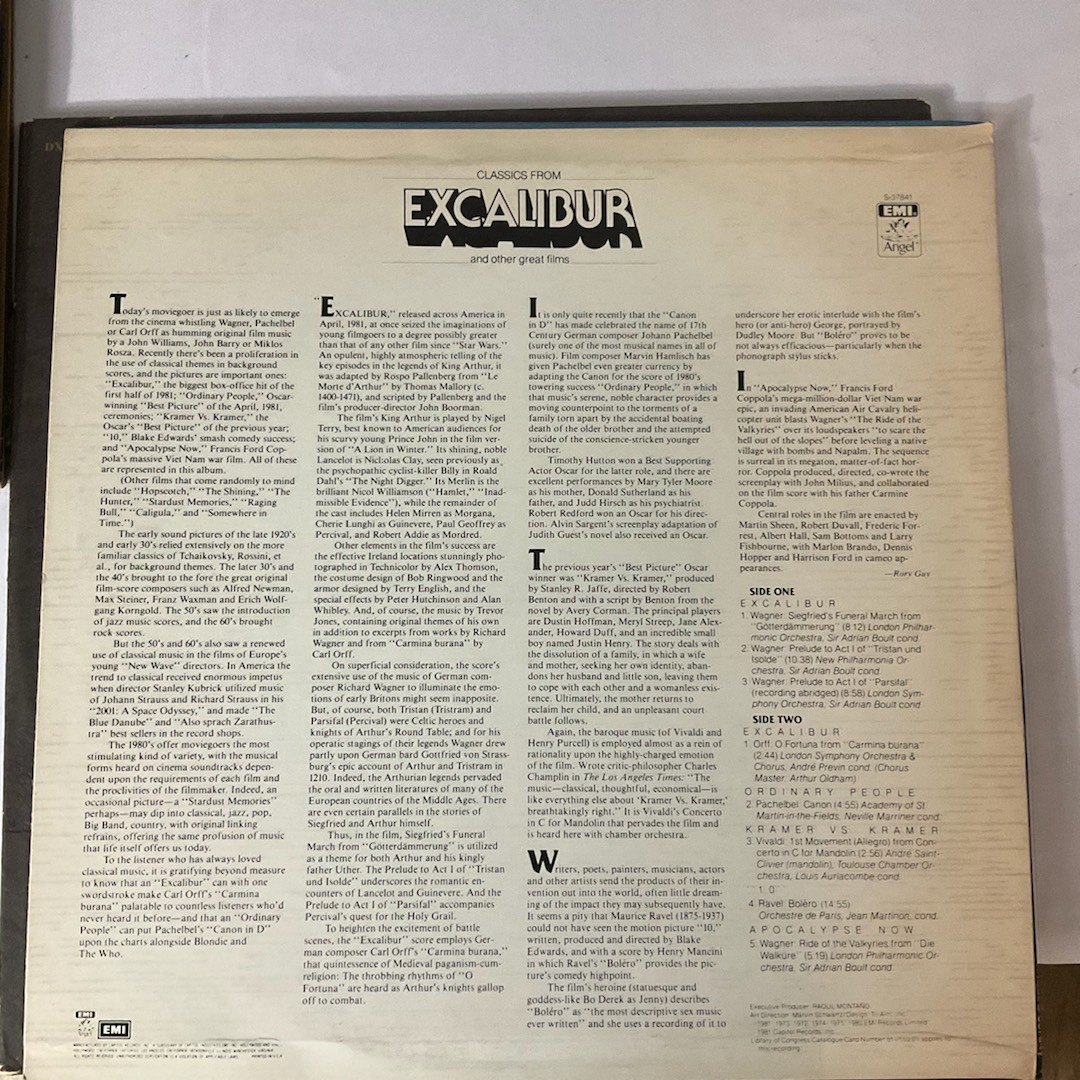 DX
CLASSICS FROM
EXCALIBUR
and other great films
S-37841
EMI
Angel
Today's moviegoer is just as likely to emerge
from the cinema whistling Wagner, Pachelbel
or Carl Orff as humming original film music
by a John Williams, John Barry or Miklos
Rosza. Recently there's been a proliferation in
the use of classical themes in background
scores, and the pictures are important ones:
"Excalibur," the biggest box-office hit of the
first half of 1981; "Ordinary People," Oscar-
winning "Best Picture" of the April, 1981,
ceremonies; "Kramer Vs. Kramer," the
Oscar's "Best Picture" of the previous year;
"10," Blake Edwards' smash comedy success;
and "Apocalypse Now," Francis Ford Cop-
pola's massive Viet Nam war film. All of these
are represented in this album.
(Other films that come randomly to mind
include "Hopscotch," "The Shining," "The
Hunter," "Stardust Memories," "Raging
Bull," "Caligula," and "Somewhere in
Time.")
The early sound pictures of the late 1920's
and early 30's relied extensively on the more
familiar classics of Tchaikovsky, Rossini, et
al., for background themes. The later 30's and
the 40's brought to the fore the great original
film-score composers such as Alfred Newman,
Max Steiner, Franz Waxman and Erich Wolf-
gang Korngold. The 50's saw the introduction
of jazz music scores, and the 60's brought
rock scores.
But the 50's and 60's also saw a renewed
use of classical music in the films of Europe's
young "New Wave" directors. In America the
trend to classical received enormous impetus
when director Stanley Kubrick utilized music
of Johann Strauss and Richard Strauss in his
"2001: A Space Odyssey," and made "The
Blue Danube" and "Also sprach Zarathus-
tra" best sellers in the record shops.
The 1980's offer moviegoers the most
stimulating kind of variety, with the musical
forms heard on cinema soundtracks depen-
dent upon the requirements of each film and
the proclivities of the filmmaker. Indeed, an
occasional picture—a "Stardust Memories"
perhaps—may dip into classical, jazz, pop,
Big Band, country, with original linking
refrains, offering the same profusion of music
that life itself offers us today.
To the listener who has always loved
classical music, it is gratifying beyond measure
to know that an "Excalibur" can with one
swordstroke make Carl Orff's "Carmina
burana" palatable to countless listeners who'd
never heard it before—and that an "Ordinary
People" can put Pachelbel's "Canon in D"
upon the charts alongside Blondie and
The Who.
"EXCALIBUR," released across America in
April, 1981, at once seized the imaginations of
young filmgoers to a degree possibly greater
than that of any other film since "Star Wars."
An opulent, highly atmospheric telling of the
key episodes in the legends of King Arthur, it
was adapted by Rospo Pallenberg from "Le
Morte d'Arthur" by Thomas Mallory (c.
1400-1471), and scripted by Pallenberg and the
film's producer-director John Boorman.
The film's King Arthur is played by Nigel
Terry, best known to American audiences for
his scurvy young Prince John in the film ver-
sion of "A Lion in Winter." Its shining, noble
Lancelot is Nicholas Clay, seen previously as
the psychopathic cyclist-killer Billy in Roald
Dahl's "The Night Digger." Its Merlin is the
brilliant Nicol Williamson ("Hamlet," "Inad-
missible Evidence"), while the remainder of
the cast includes Helen Mirren as Morgana,
Cherie Lunghi as Guinevere, Paul Geoffrey as
Percival, and Robert Addie as Mordred.
Other elements in the film's success are
the effective Ireland locations stunningly pho-
tographed in Technicolor by Alex Thomson,
the costume design of Bob Ringwood and the
armor designed by Terry English, and the
special effects by Peter Hutchinson and Alan
Whibley. And, of course, the music by Trevor
Jones, containing original themes of his own
in addition to excerpts from works by Richard
Wagner and from "Carmina burana" by
Carl Orff.
On superficial consideration, the score's
extensive use of the music of German com-
poser Richard Wagner to illuminate the emo-
tions of early Britons might seem inapposite.
But, of course, both Tristan (Tristram) and
Parsifal (Percival) were Celtic heroes and
knights of Arthur's Round Table; and for his
operatic stagings of their legends Wagner drew
partly upon German bard Gottfried von Strass-
burg's epic account of Arthur and Tristram in
1210. Indeed, the Arthurian legends pervaded
the oral and written literatures of many of the
European countries of the Middle Ages. There
are even certain parallels in the stories of
Siegfried and Arthur himself.
Thus, in the film, Siegfried's Funeral
March from "Götterdämmerung" is utilized
as a theme for both Arthur and his kingly
father Uther. The Prelude to Act I of "Tristan
und Isolde" underscores the romantic en-
counters of Lancelot and Guinevere. And the
Prelude to Act I of "Parsifal" accompanies
Percival's quest for the Holy Grail.
To heighten the excitement of battle
scenes, the "Excalibur" score employs Ger-
man composer Carl Orff's "Carmina burana,"
that quintessence of Medieval paganism-cum-
religion: The throbbing rhythms of "O
Fortuna" are heard as Arthur's knights gallop
off to combat.
It is only quite recently that the "Canon
in D" has made celebrated the name of 17th
Century German composer Johann Pachelbel
(surely one of the most musical names in all of
music). Film composer Marvin Hamlisch has
given Pachelbel even greater currency by
adapting the Canon for the score of 1980's
towering success "Ordinary People," in which
that music's serene, noble character provides a
moving counterpoint to the torments of a
family torn apart by the accidental boating
death of the older brother and the attempted
suicide of the conscience-stricken younger
brother.
Timothy Hutton won a Best Supporting
Actor Oscar for the latter role, and there are
excellent performances by Mary Tyler Moore
as his mother, Donald Sutherland as his
father, and Judd Hirsch as his psychiatrist.
Robert Redford won an Oscar for his direc-
tion. Alvin Sargent's screenplay adaptation of
Judith Guest's novel also received an Oscar.
The previous year's "Best Picture" Oscar
winner was "Kramer Vs. Kramer," produced
by Stanley R. Jaffe, directed by Robert
Benton and with a script by Benton from the
novel by Avery Corman. The principal players
are Dustin Hoffman, Meryl Streep, Jane Alex-
ander, Howard Duff, and an incredible small
boy named Justin Henry. The story deals with
the dissolution of a family, in which a wife
and mother, seeking her own identity, aban-
dons her husband and little son, leaving them
to cope with each other and a womanless exis-
tence. Ultimately, the mother returns to
reclaim her child, and an unpleasant court
battle follows.
Again, the baroque music (of Vivaldi and
Henry Purcell) is employed almost as a rein of
rationality upon the highly-charged emotion
of the film. Wrote critic-philosopher Charles
Champlin in The Los Angeles Times: "The
music—classical, thoughtful, economical—is
like everything else about 'Kramer Vs. Kramer,'
breathtakingly right." It is Vivaldi's Concerto
in C for Mandolin that pervades the film and
is heard here with chamber orchestra.
Writers, poets, painters, musicians, actors
and other artists send the products of their in-
vention out into the world, often little dream-
ing of the impact they may subsequently have.
It seems a pity that Maurice Ravel (1875-1937)
could not have seen the motion picture "10,"
written, produced and directed by Blake
Edwards, and with a score by Henry Mancini
in which Ravel's "Boléro" provides the pic-
ture's comedy highpoint.
The film's heroine (statuesque and
goddess-like Bo Derek as Jenny) describes
"Boléro" as "the most descriptive sex music
ever written" and she uses a recording of it to
underscore her erotic interlude with the film's
hero (or anti-hero) George, portrayed by
Dudley Moore. But "Boléro" proves to be
not always efficacious—particularly when the
phonograph stylus sticks.
In "Apocalypse Now," Francis Ford
Coppola's mega-million-dollar Viet Nam war
epic, an invading American Air Cavalry heli-
copter unit blasts Wagner's "The Ride of the
Valkyries" over its loudspeakers "to scare the
hell out of the slopes" before leveling a native
village with bombs and Napalm. The sequence
is surreal in its megaton, matter-of-fact hor-
ror. Coppola produced, directed, co-wrote the
screenplay with John Milius, and collaborated
on the film score with his father Carmine
Coppola.
Central roles in the film are enacted by
Martin Sheen, Robert Duvall, Frederic For-
rest, Albert Hall, Sam Bottoms and Larry
Fishbourne, with Marlon Brando, Dennis
Hopper and Harrison Ford in cameo ap-
pearances.
—Rory Guy
SIDE ONE
EXCALIBUR
1. Wagner: Siegfried's Funeral March from
"Götterdämmerung" (8:12) London Philhar-
monic Orchestra, Sir Adrian Boult cond.
2. Wagner: Prelude to Act I of "Tristan und
Isolde" (10:38) New Philharmonia Or-
chestra, Sir Adrian Boult cond.
3. Wagner: Prelude to Act I of "Parsifal"
(recording abridged) (8:58) London Sym-
phony Orchestra, Sir Adrian Boult cond.
SIDE TWO
EXCALIBUR
1. Orff: O Fortuna from "Carmina burana"
(2:44) London Symphony Orchestra &
Chorus, André Previn cond. (Chorus
Master: Arthur Oldham)
ORDINARY PEOPLE
2. Pachelbel: Canon (4:55) Academy of St.
Martin-in-the-Fields, Neville Marriner cond.
KRAMER VS. KRAMER
3. Vivaldi: 1st Movement (Allegro) from Con-
certo in C for Mandolin (2:56) André Saint-
Clivier (mandolin), Toulouse Chamber Or-
chestra, Louis Auriacombe cond.
"10"
4. Ravel: Boléro (14:55)
Orchestre de Paris, Jean Martinon, cond.
APOCALYPSE NOW
5. Wagner: Ride of the Valkyries from "Die
Walküre" (5:19) London Philharmonic Or-
chestra, Sir Adrian Boult cond.
Executive Producer: RAOUL MONTAÑO
Art Director: Marvin Schwartz/Design:
1981 Capitol Records, Inc.
Library of Congress Catalogue Card Number
this recording.
EMI
EMI